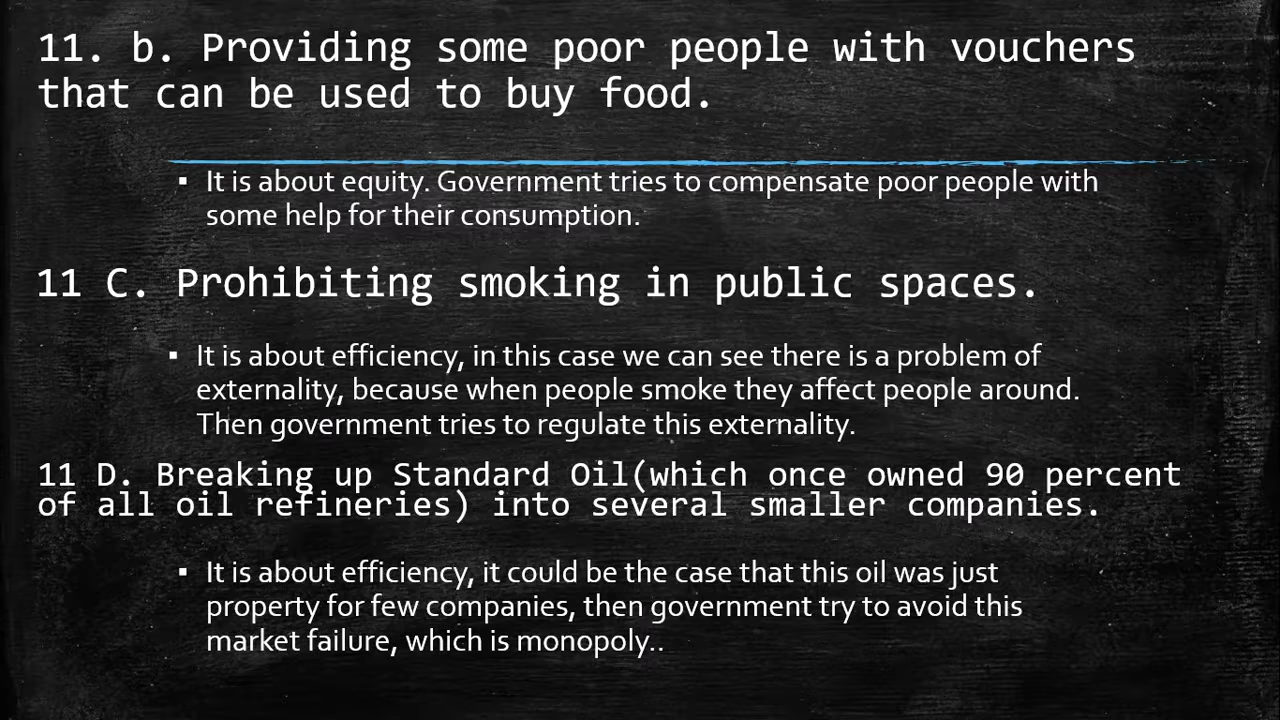 11. b. Providing some poor people with vouchers
that can be used to buy food.
▪ It is about equity. Government tries to compensate poor people with
some help for their consumption.
11 C. Prohibiting smoking in public spaces.
▪ It is about efficiency, in this case we can see there is a problem of
externality, because when people smoke they affect people around.
Then government tries to regulate this externality.
11 D. Breaking up Standard Oil(which once owned 90 percent
of all oil refineries) into several smaller companies.
▪ It is about efficiency, it could be the case that this oil was just
property for few companies, then government try to avoid this
market failure, which is monopoly..